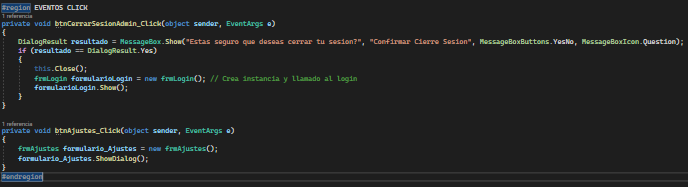 #region EVENTOS CLICK
1 referencia
private void btnCerrarSesionAdmin_Click(object sender, EventArgs e)
{
DialogResult resultado = MessageBox.Show("Estas seguro que deseas cerrar tu sesion?", "Confirmar Cierre Sesion", MessageBoxButtons.YesNo, MessageBoxIcon.Question);
if (resultado == DialogResult.Yes)
{
this.Close();
frmLogin formularioLogin = new frmLogin(); // Crea instancia y llamado al login
formularioLogin.Show();
}
}
1 referencia
private void btnAjustes_Click(object sender, EventArgs e)
{
frmAjustes formulario_Ajustes = new frmAjustes();
formulario_Ajustes.ShowDialog();
}
#endregion